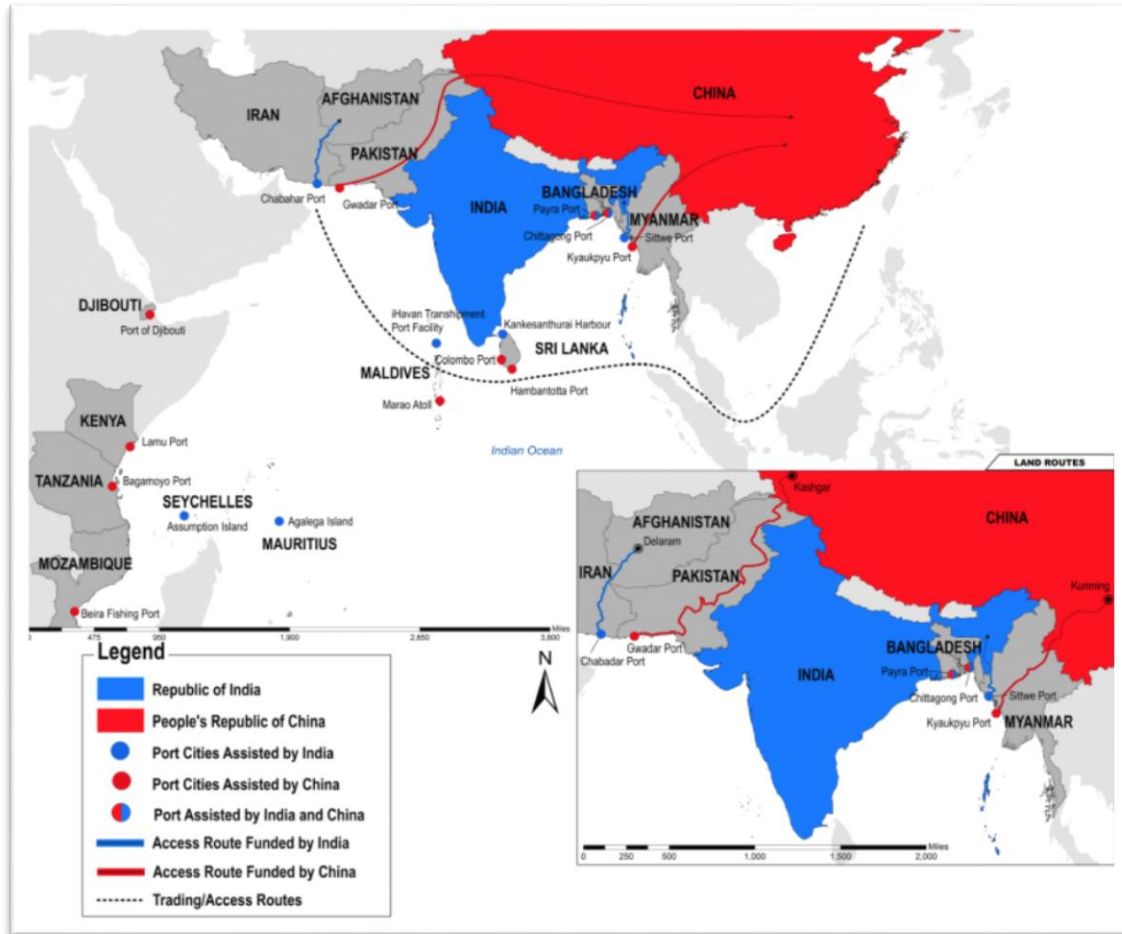 CHINA
AFGHANISTAN
IRAN
PAKISTAN
Chabahar Port
Gwadar Port
INDIA
BANGLADESH
Payra Port
MYANMAR
Chittagong Port
Sittwe Port
Kyaukpyu Port
DJIBOUTI
Port of Djibouti
iHavan Transhipment
Port Facility
Kankesanthurai Harbour
SRI LANKA
Colombo Port
MALDIVES
Hambantotta Port
Marao Atoll
KENYA
Lamu Port
Indian Ocean
TANZANIA
Bagamoyo Port
SEYCHELLES
Assumption Island
Agalega Island
MAURITIUS
MOZAMBIQUE
Beira Fishing Port
0 475 950 1,900 2,850 3,800 Miles
N
LAND ROUTES
Kashgar
CHINA
AFGHANISTAN
Delaram
IRAN
PAKISTAN
Kunming
Gwadar Port
Chabadar Port
BANGLADESH
Payra Port
INDIA
Chittagong Port
Sittwe Port
Kyaukpyu Port
MYANMAR
0 250 500 1,000 1,500 2,000 Miles
Legend
Republic of India
People's Republic of China
Port Cities Assisted by India
Port Cities Assisted by China
Port Assisted by India and China
Access Route Funded by India
Access Route Funded by China
Trading/Access Routes